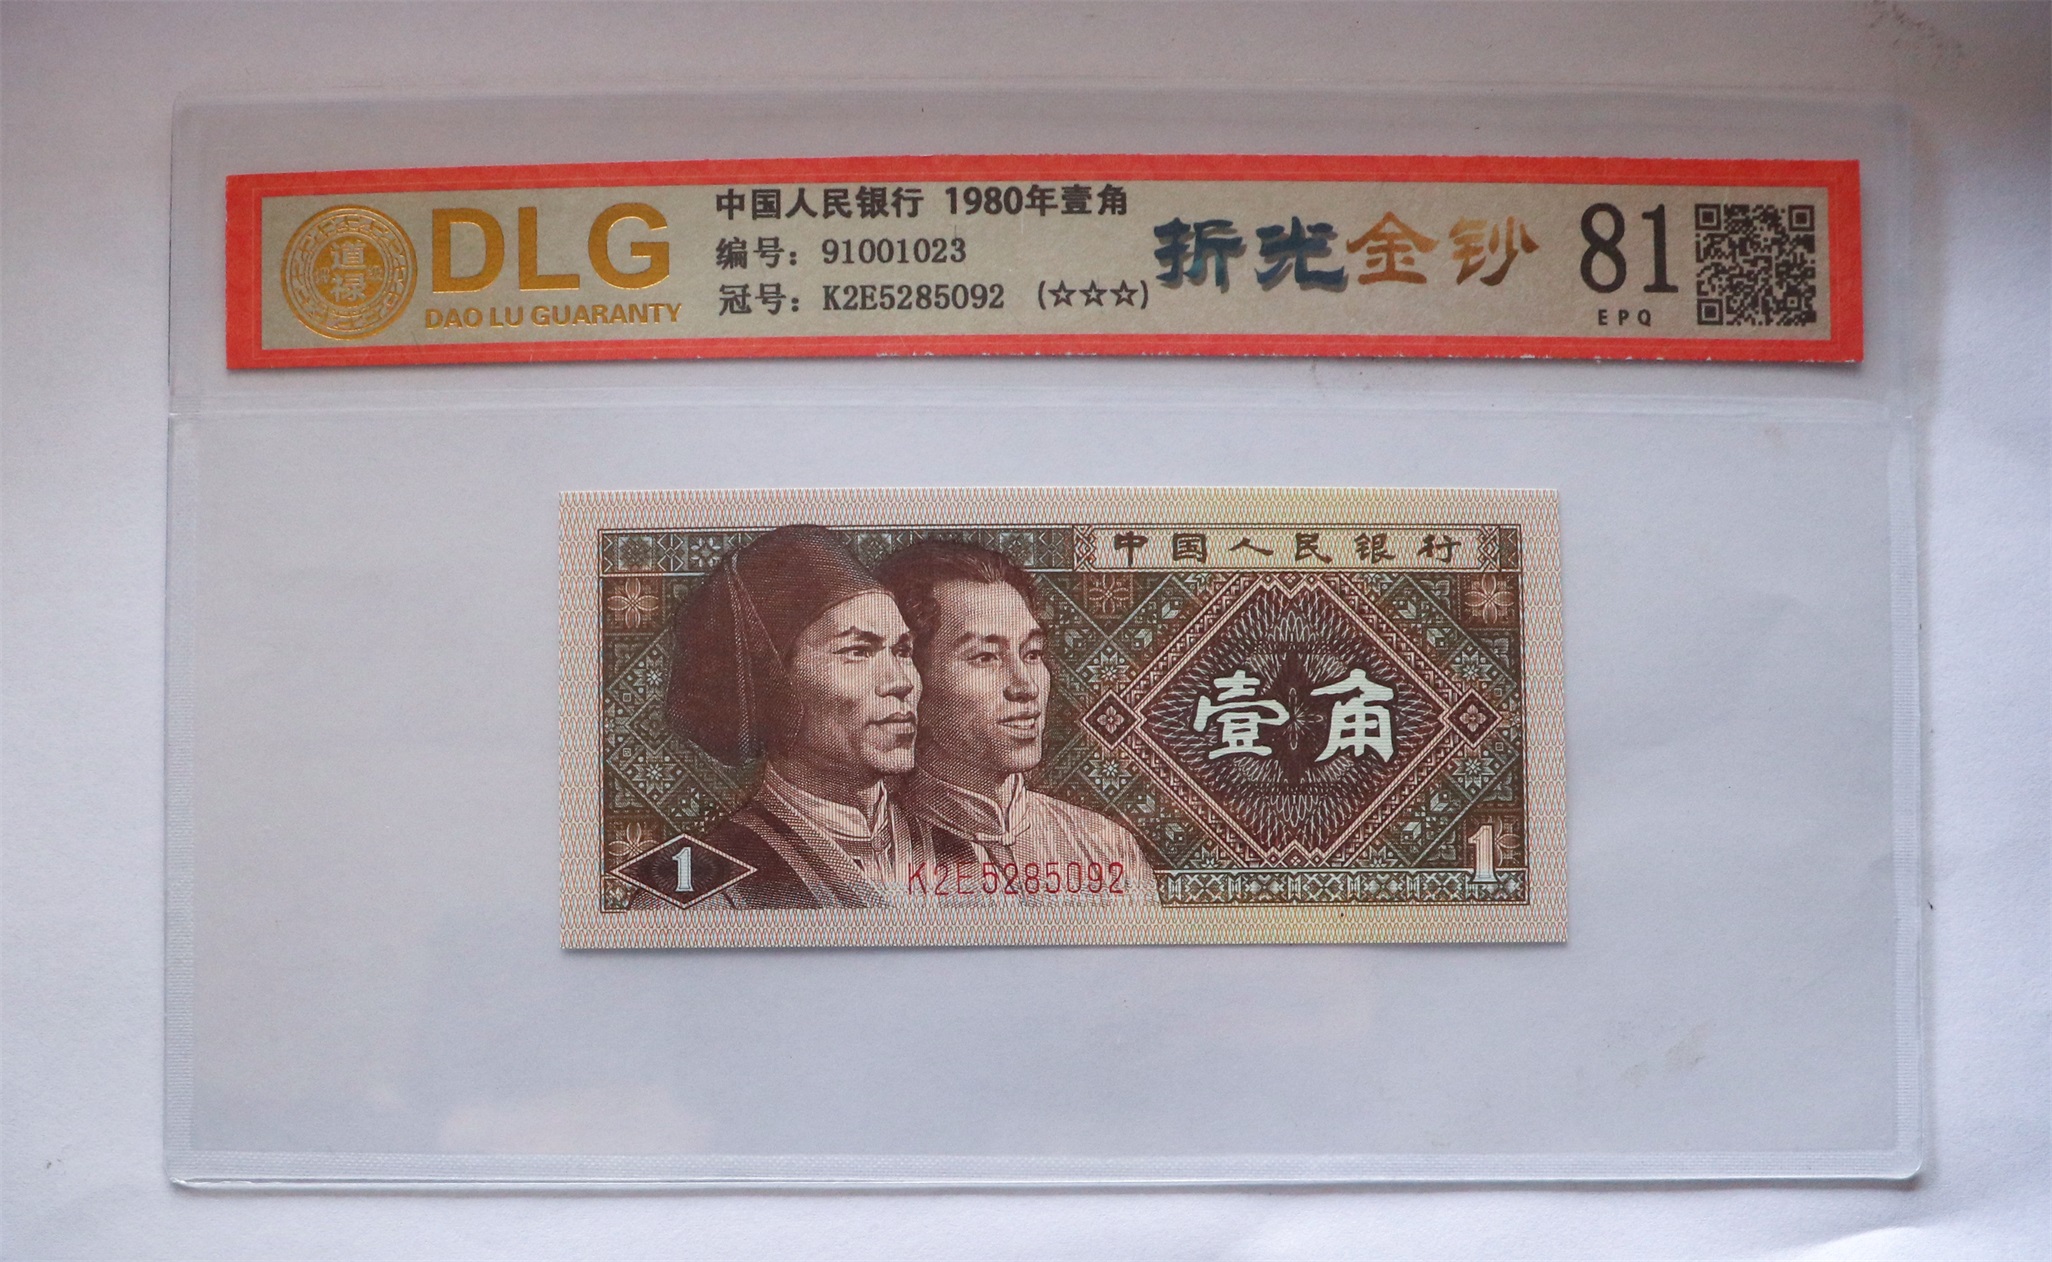 道禄
DLG
DAO LU GUARANTY
中国人民银行 1980年壹角
编号：91001023
冠号：K2E5285092 (☆☆☆)
折光金钞
81
EPQ
中国人民银行
壹角
1
K2E5285092
1